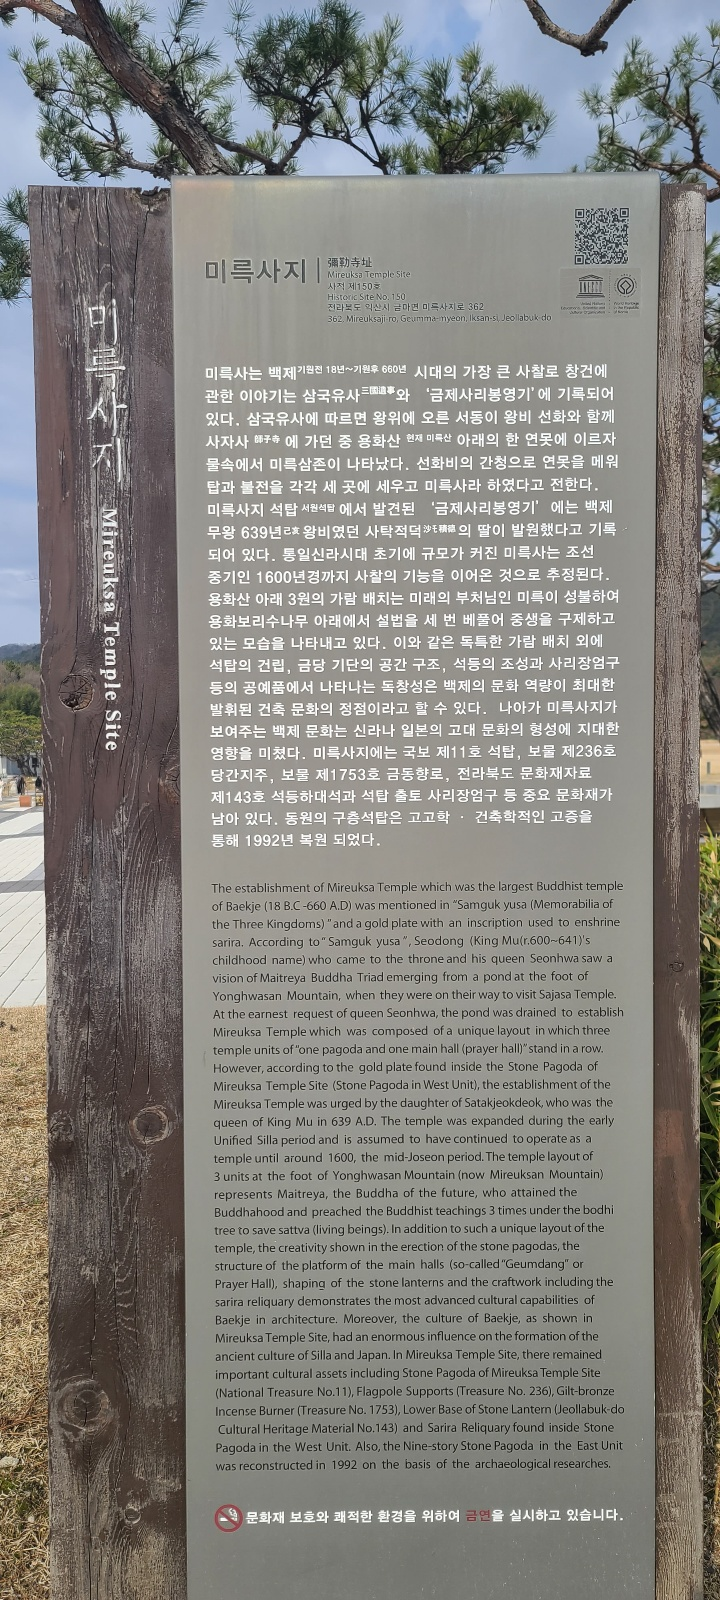 미륵사지
Mireuksa Temple Site
미륵사지
彌勒寺址
Mireuksa Temple Site
사적 제150호
Historic Site No. 150
전라북도 익산시 금마면 미륵사지로 362
362, Mireuksaji-ro, Geumma-myeon, Iksan-si, Jeollabuk-do
미륵사는 백제기원전 18년~기원후 660년 시대의 가장 큰 사찰로 창건에
관한 이야기는 삼국유사三國遺事와 ‘금제사리봉영기’에 기록되어
있다. 삼국유사에 따르면 왕위에 오른 서동이 왕비 선화와 함께
사자사 師子寺 에 가던 중 용화산 현재 미륵산 아래의 한 연못에 이르자
물속에서 미륵삼존이 나타났다. 선화비의 간청으로 연못을 메워
탑과 불전을 각각 세 곳에 세우고 미륵사라 하였다고 전한다.
미륵사지 석탑 서원석탑 에서 발견된 ‘금제사리봉영기’ 에는 백제
무왕 639년己亥 왕비였던 사탁적덕沙乇積德의 딸이 발원했다고 기록
되어 있다. 통일신라시대 초기에 규모가 커진 미륵사는 조선
중기인 1600년경까지 사찰의 기능을 이어온 것으로 추정된다.
용화산 아래 3원의 가람 배치는 미래의 부처님인 미륵이 성불하여
용화보리수나무 아래에서 설법을 세 번 베풀어 중생을 구제하고
있는 모습을 나타내고 있다. 이와 같은 독특한 가람 배치 외에
석탑의 건립, 금당 기단의 공간 구조, 석등의 조성과 사리장엄구
등의 공예품에서 나타나는 독창성은 백제의 문화 역량이 최대한
발휘된 건축 문화의 정점이라고 할 수 있다. 나아가 미륵사지가
보여주는 백제 문화는 신라나 일본의 고대 문화의 형성에 지대한
영향을 미쳤다. 미륵사지에는 국보 제11호 석탑, 보물 제236호
당간지주, 보물 제1753호 금동향로, 전라북도 문화재자료
제143호 석등하대석과 석탑 출토 사리장엄구 등 중요 문화재가
남아 있다. 동원의 구층석탑은 고고학 · 건축학적인 고증을
통해 1992년 복원 되었다.
The establishment of Mireuksa Temple which was the largest Buddhist temple
of Baekje (18 B.C -660 A.D) was mentioned in “Samguk yusa (Memorabilia of
the Three Kingdoms) ” and a gold plate with an inscription used to enshrine
sarira. According to “ Samguk yusa ”, Seodong (King Mu(r.600~641)'s
childhood name) who came to the throne and his queen Seonhwa saw a
vision of Maitreya Buddha Triad emerging from a pond at the foot of
Yonghwasan Mountain, when they were on their way to visit Sajasa Temple.
At the earnest request of queen Seonhwa, the pond was drained to establish
Mireuksa Temple which was composed of a unique layout in which three
temple units of “one pagoda and one main hall (prayer hall)” stand in a row.
However, according to the gold plate found inside the Stone Pagoda of
Mireuksa Temple Site (Stone Pagoda in West Unit), the establishment of the
Mireuksa Temple was urged by the daughter of Satakjeokdeok, who was the
queen of King Mu in 639 A.D. The temple was expanded during the early
Unified Silla period and is assumed to have continued to operate as a
temple until around 1600, the mid-Joseon period. The temple layout of
3 units at the foot of Yonghwasan Mountain (now Mireuksan Mountain)
represents Maitreya, the Buddha of the future, who attained the
Buddhahood and preached the Buddhist teachings 3 times under the bodhi
tree to save sattva (living beings). In addition to such a unique layout of the
temple, the creativity shown in the erection of the stone pagodas, the
structure of the platform of the main halls (so-called “Geumdang” or
Prayer Hall), shaping of the stone lanterns and the craftwork including the
sarira reliquary demonstrates the most advanced cultural capabilities of
Baekje in architecture. Moreover, the culture of Baekje, as shown in
Mireuksa Temple Site, had an enormous influence on the formation of the
ancient culture of Silla and Japan. In Mireuksa Temple Site, there remained
important cultural assets including Stone Pagoda of Mireuksa Temple Site
(National Treasure No.11), Flagpole Supports (Treasure No. 236), Gilt-bronze
Incense Burner (Treasure No. 1753), Lower Base of Stone Lantern (Jeollabuk-do
Cultural Heritage Material No.143) and Sarira Reliquary found inside Stone
Pagoda in the West Unit. Also, the Nine-story Stone Pagoda in the East Unit
was reconstructed in 1992 on the basis of the archaeological researches.
문화재 보호와 쾌적한 환경을 위하여 금연을 실시하고 있습니다.